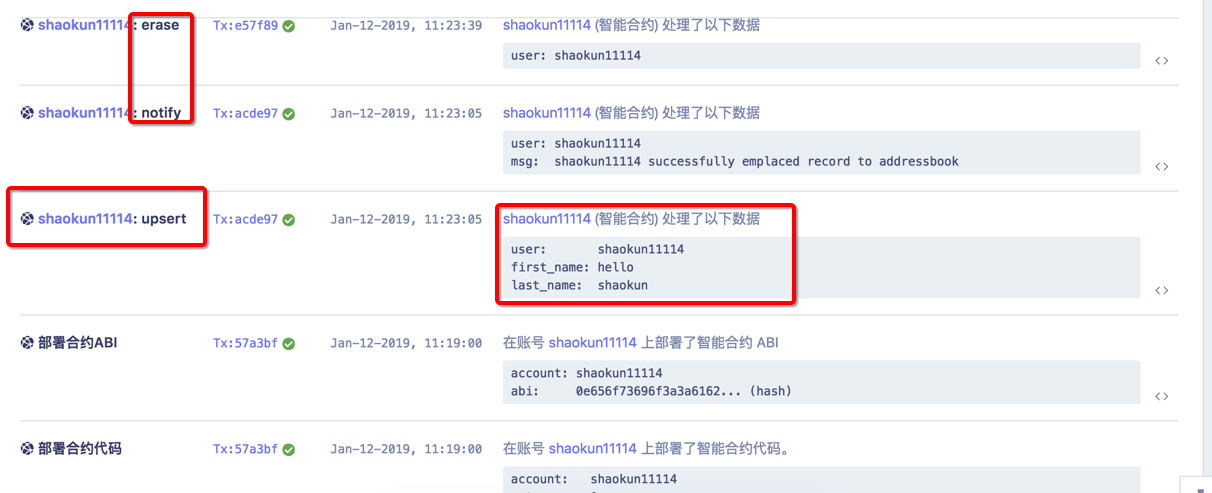 shaokun11114: erase Tx:e57f89 Jan-12-2019, 11:23:39 shaokun11114 (智能合约) 处理了以下数据
user: shaokun11114
shaokun11114: notify Tx:acde97 Jan-12-2019, 11:23:05 shaokun11114 (智能合约) 处理了以下数据
user: shaokun11114
msg: shaokun11114 successfully emplaced record to addressbook
shaokun11114: upsert Tx:acde97 Jan-12-2019, 11:23:05 shaokun11114 (智能合约) 处理了以下数据
user: shaokun11114
first_name: hello
last_name: shaokun
部署合约ABI Tx:57a3bf Jan-12-2019, 11:19:00 在账号 shaokun11114 上部署了智能合约 ABI
account: shaokun11114
abi: 0e656f73696f3a3a6162... (hash)
部署合约代码 Tx:57a3bf Jan-12-2019, 11:19:00 在账号 shaokun11114 上部署了智能合约代码。
account: shaokun11114